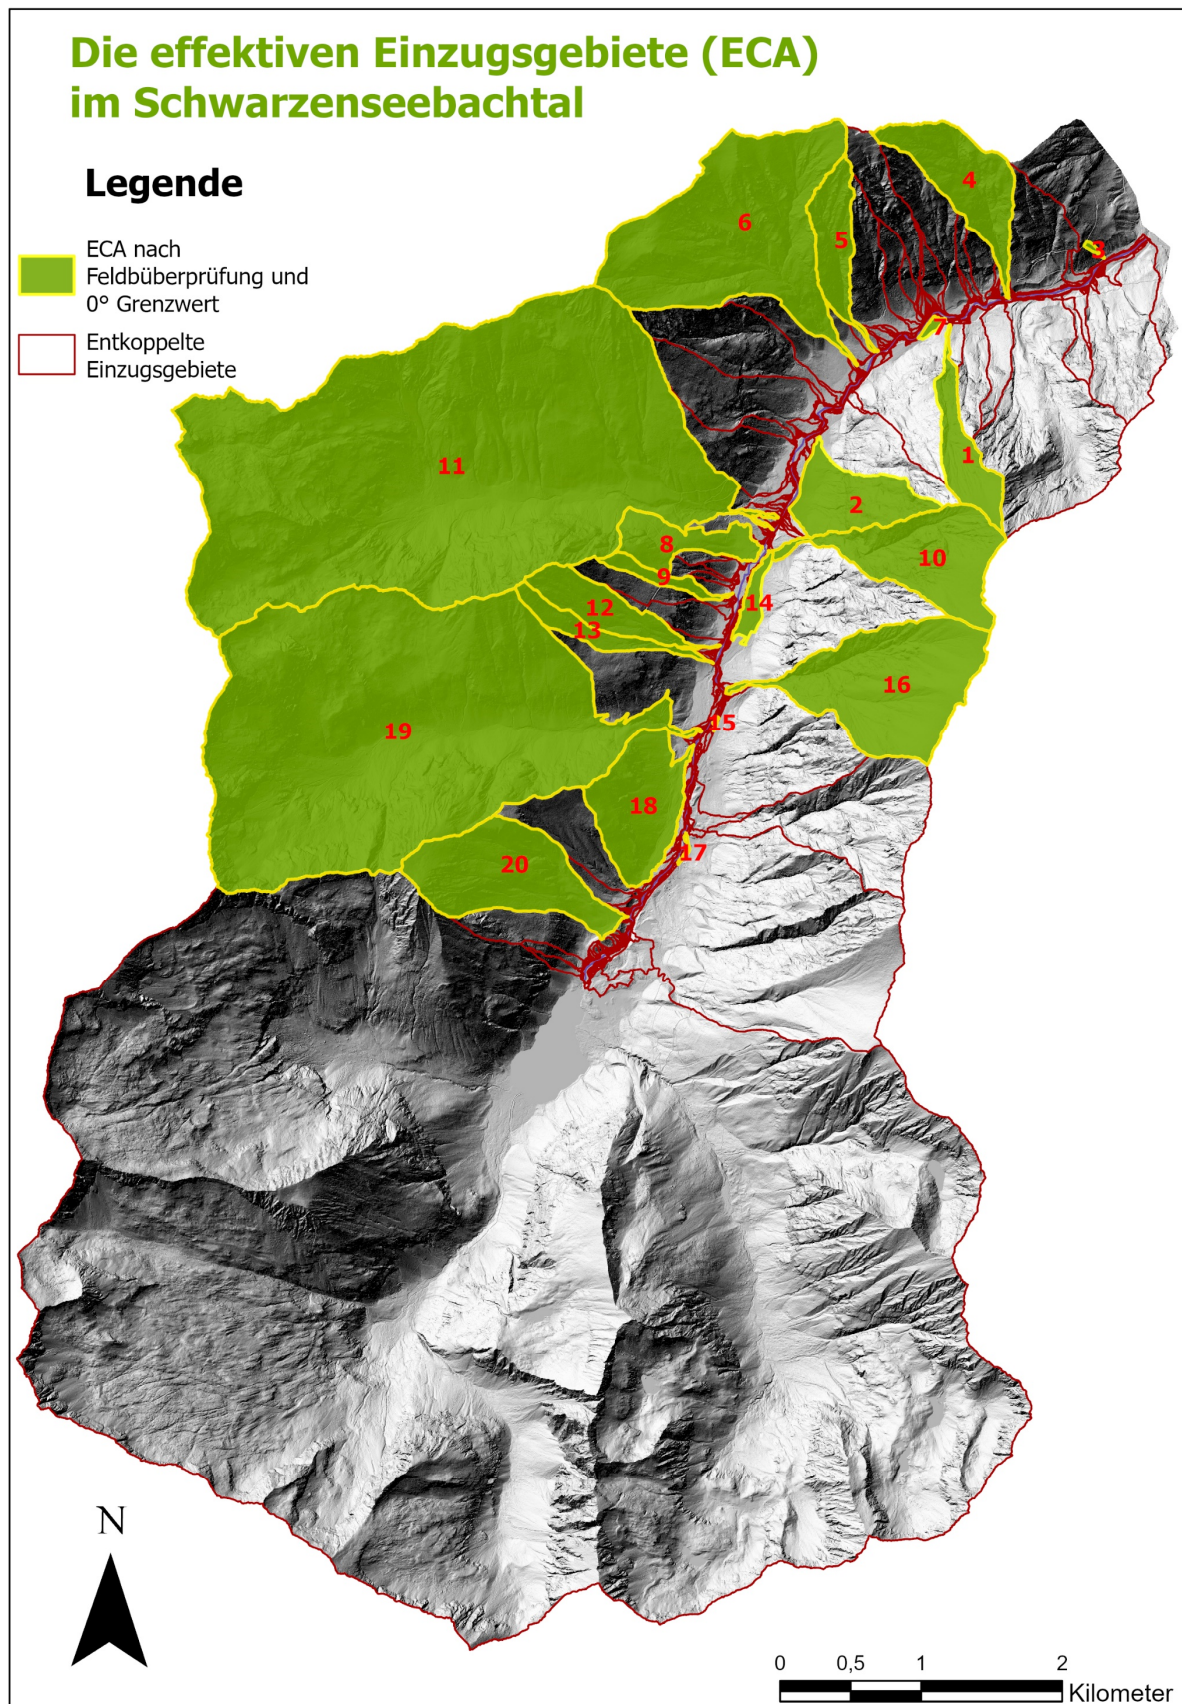 Die effektiven Einzugsgebiete (ECA)
im Schwarzenseebachtal
Legende
ECA nach
Feldbüberprüfung und
0° Grenzwert
Entkoppelte
Einzugsgebiete
4
6
5
3
7
11
1
2
8
10
9
12
14
13
16
15
19
18
17
20
N
0 0,5 1 2
Kilometer